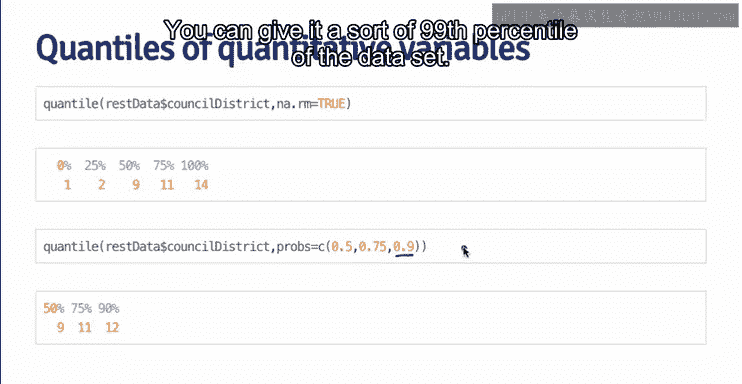 You can give it a sort of 99th percentile
of the data set.
Quantiles of quantitative variables
quantile(restData$councilDistrict,na.rm=TRUE)
0% 25% 50% 75% 100%
1 2 9 11 14
quantile(restData$councilDistrict,probs=c(0.5,0.75,0.9))
50% 75% 90%
9 11 12